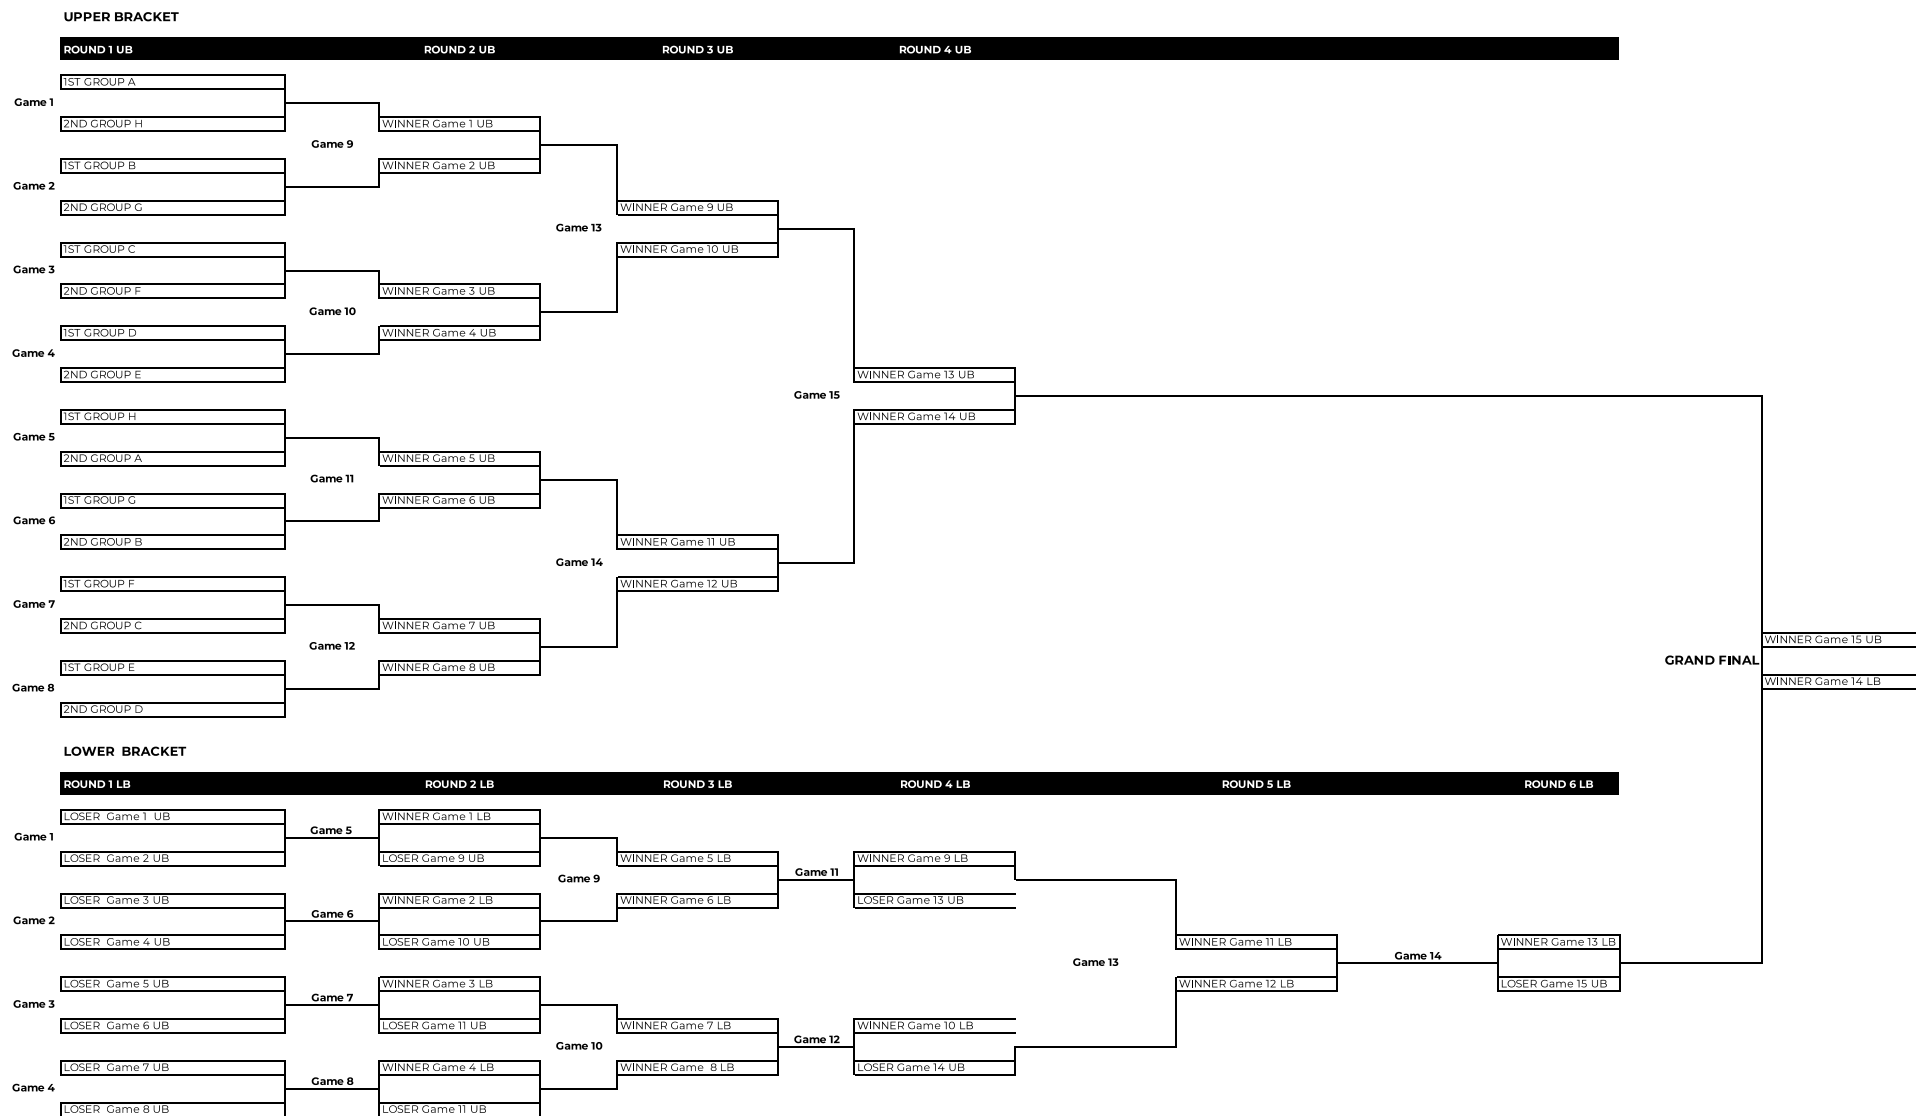 UPPER BRACKET
ROUND 1 UB ROUND 2 UB ROUND 3 UB ROUND 4 UB
1ST GROUP A
Game 1
2ND GROUP H WINNER Game 1 UB
Game 9
1ST GROUP B WINNER Game 2 UB
Game 2
2ND GROUP G WINNER Game 9 UB
Game 13
1ST GROUP C WINNER Game 10 UB
Game 3
2ND GROUP F WINNER Game 3 UB
Game 10
1ST GROUP D WINNER Game 4 UB
Game 4
2ND GROUP E WINNER Game 13 UB
Game 15
1ST GROUP H WINNER Game 14 UB
Game 5
2ND GROUP A WINNER Game 5 UB
Game 11
1ST GROUP G WINNER Game 6 UB
Game 6
2ND GROUP B WINNER Game 11 UB
Game 14
1ST GROUP F WINNER Game 12 UB
Game 7
2ND GROUP C WINNER Game 7 UB
WINNER Game 15 UB
Game 12
GRAND FINAL
1ST GROUP E WINNER Game 8 UB
WINNER Game 14 LB
Game 8
2ND GROUP D
LOWER BRACKET
ROUND 1 LB ROUND 2 LB ROUND 3 LB ROUND 4 LB ROUND 5 LB ROUND 6 LB
LOSER Game 1 UB WINNER Game 1 LB
Game 1 Game 5
LOSER Game 2 UB LOSER Game 9 UB WINNER Game 5 LB WINNER Game 9 LB
Game 9 Game 11
LOSER Game 3 UB WINNER Game 2 LB WINNER Game 6 LB LOSER Game 13 UB
Game 2 Game 6
LOSER Game 4 UB LOSER Game 10 UB WINNER Game 11 LB WINNER Game 13 LB
Game 13 Game 14
LOSER Game 5 UB WINNER Game 3 LB WINNER Game 12 LB LOSER Game 15 UB
Game 3 Game 7
LOSER Game 6 UB LOSER Game 11 UB WINNER Game 7 LB WINNER Game 10 LB
Game 10 Game 12
LOSER Game 7 UB WINNER Game 4 LB WINNER Game 8 LB LOSER Game 14 UB
Game 4 Game 8
LOSER Game 8 UB LOSER Game 11 UB